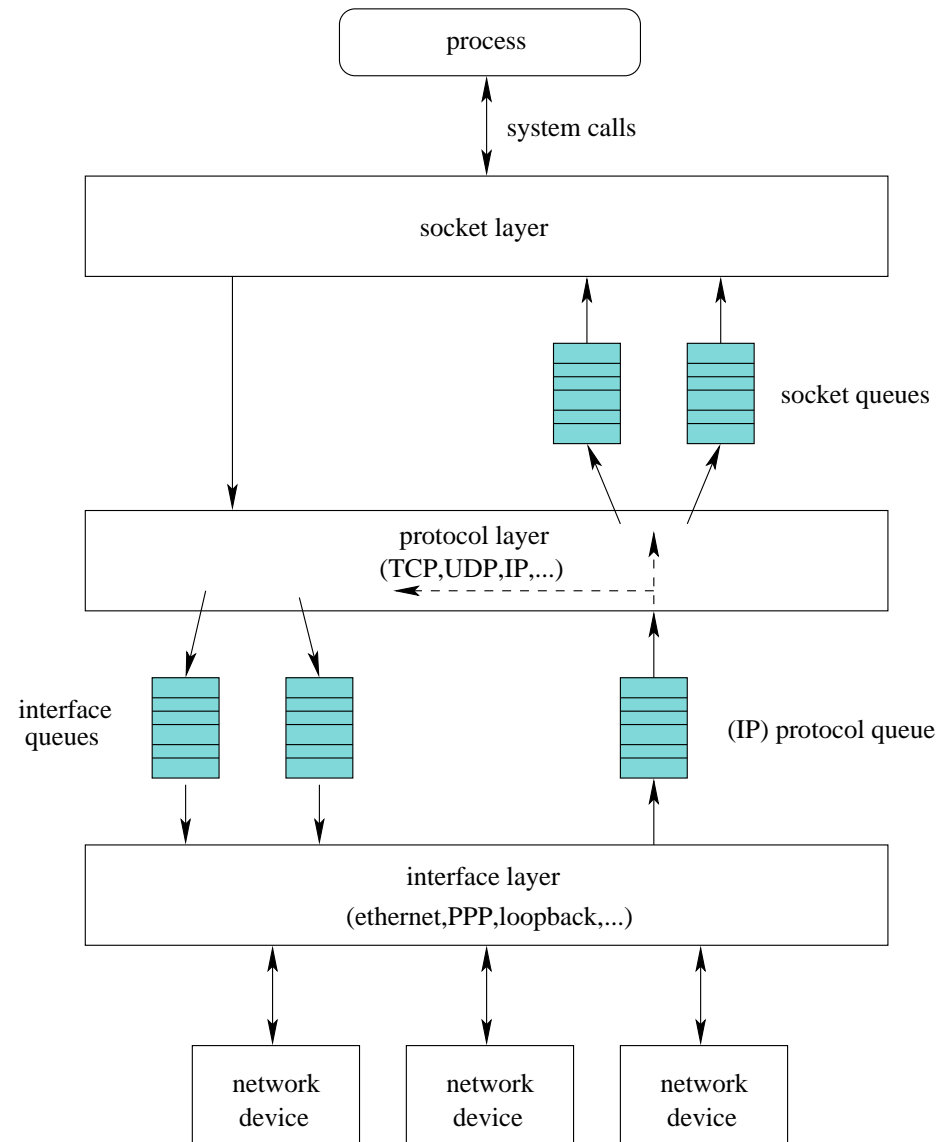 process
system calls
socket layer
socket queues
protocol layer
(TCP,UDP,IP,...)
interface
queues
(IP) protocol queue
interface layer
(ethernet,PPP,loopback,...)
network
device
network
device
network
device